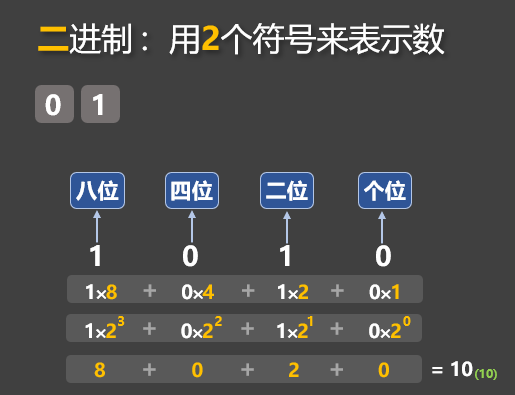 二进制：用2个符号来表示数
0 1
八位 四位 二位 个位
1 0 1 0
1×8 + 0×4 + 1×2 + 0×1
1×2³ + 0×2² + 1×2¹ + 0×2⁰
8 + 0 + 2 + 0 = 10(10)